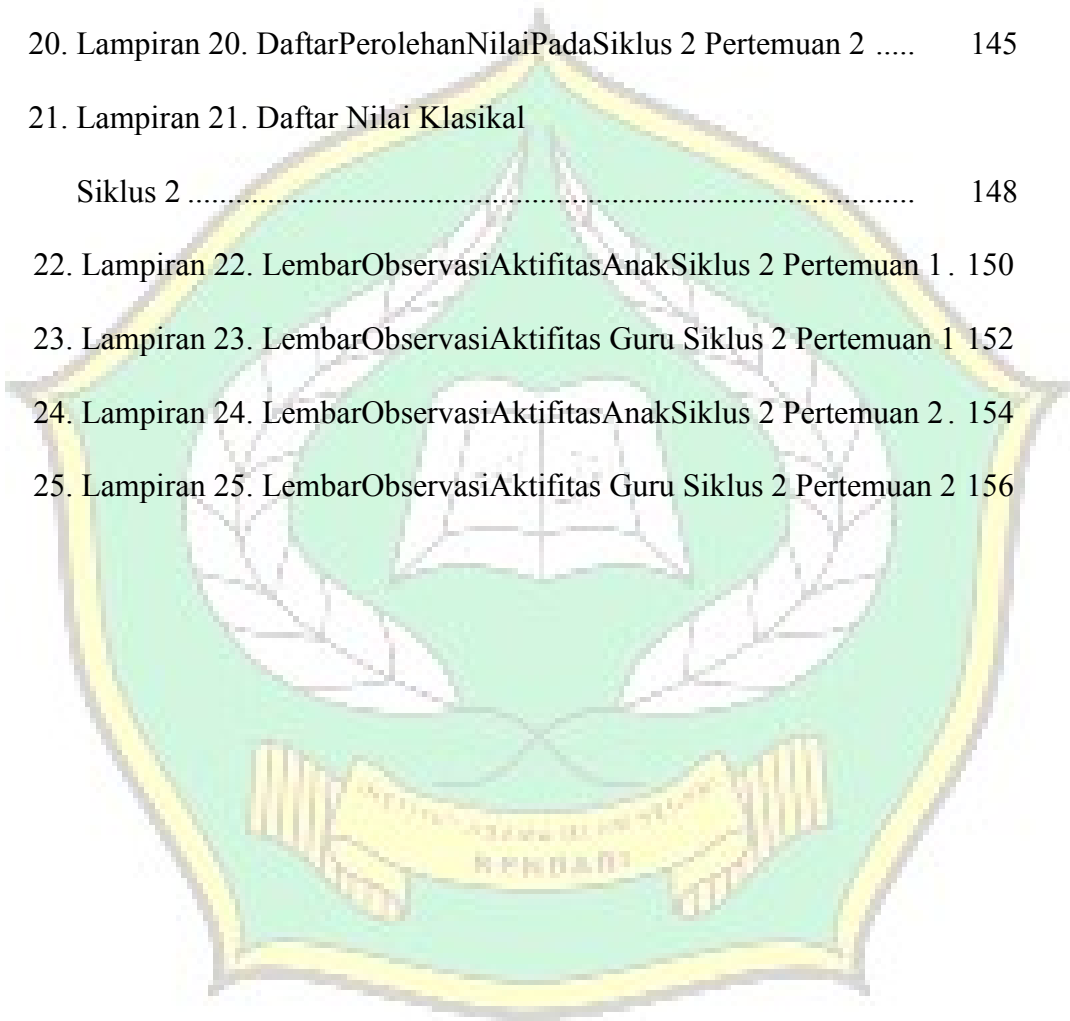 20. Lampiran 20. DaftarPerolehanNilaiPadaSiklus 2 Pertemuan 2 ..... 145
21. Lampiran 21. Daftar Nilai Klasikal
Siklus 2 ............................................................................................ 148
22. Lampiran 22. LembarObservasiAktifitasAnakSiklus 2 Pertemuan 1 . 150
23. Lampiran 23. LembarObservasiAktifitas Guru Siklus 2 Pertemuan 1 152
24. Lampiran 24. LembarObservasiAktifitasAnakSiklus 2 Pertemuan 2 . 154
25. Lampiran 25. LembarObservasiAktifitas Guru Siklus 2 Pertemuan 2 156
KENDARI